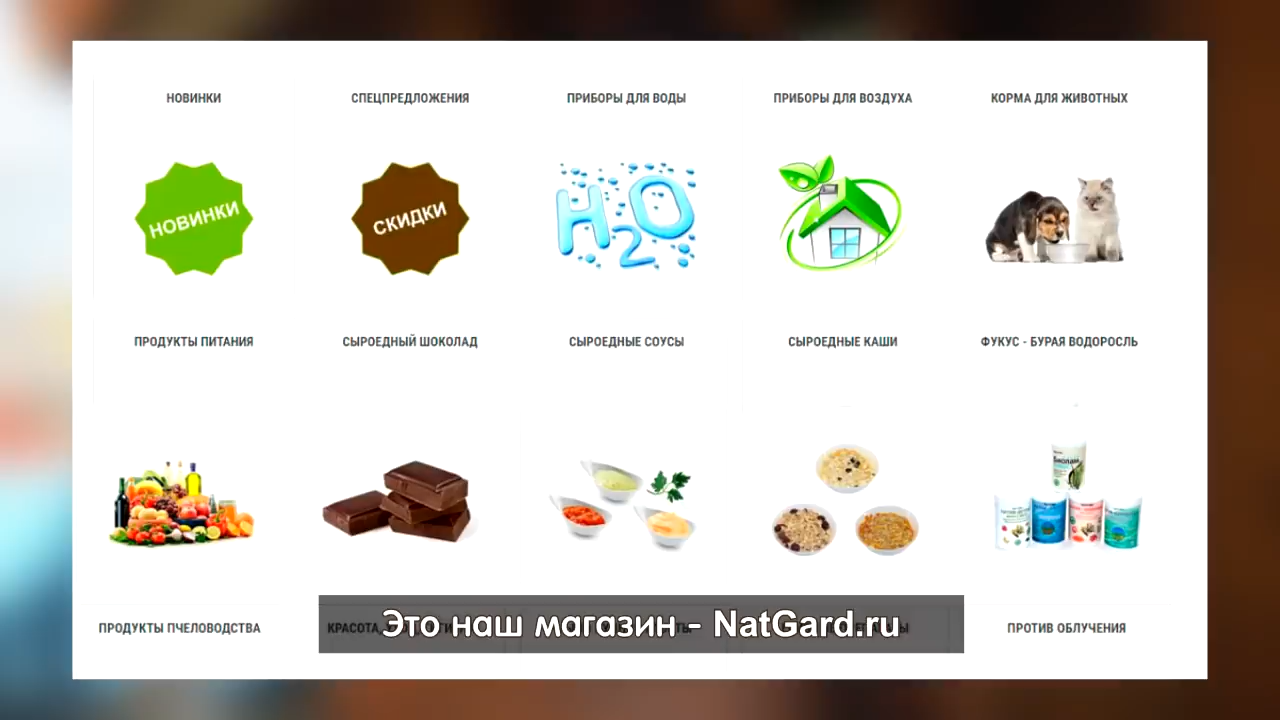 НОВИНКИ
СПЕЦПРЕДЛОЖЕНИЯ
ПРИБОРЫ ДЛЯ ВОДЫ
ПРИБОРЫ ДЛЯ ВОЗДУХА
КОРМА ДЛЯ ЖИВОТНЫХ
НОВИНКИ
СКИДКИ
H2O
ПРОДУКТЫ ПИТАНИЯ
СЫРОЕДНЫЙ ШОКОЛАД
СЫРОЕДНЫЕ СОУСЫ
СЫРОЕДНЫЕ КАШИ
ФУКУС - БУРАЯ ВОДОРОСЛЬ
ПРОДУКТЫ ПЧЕЛОВОДСТВА
КРАСОТА,
Это наш магазин - NatGard.ru
ПРОТИВ ОБЛУЧЕНИЯ